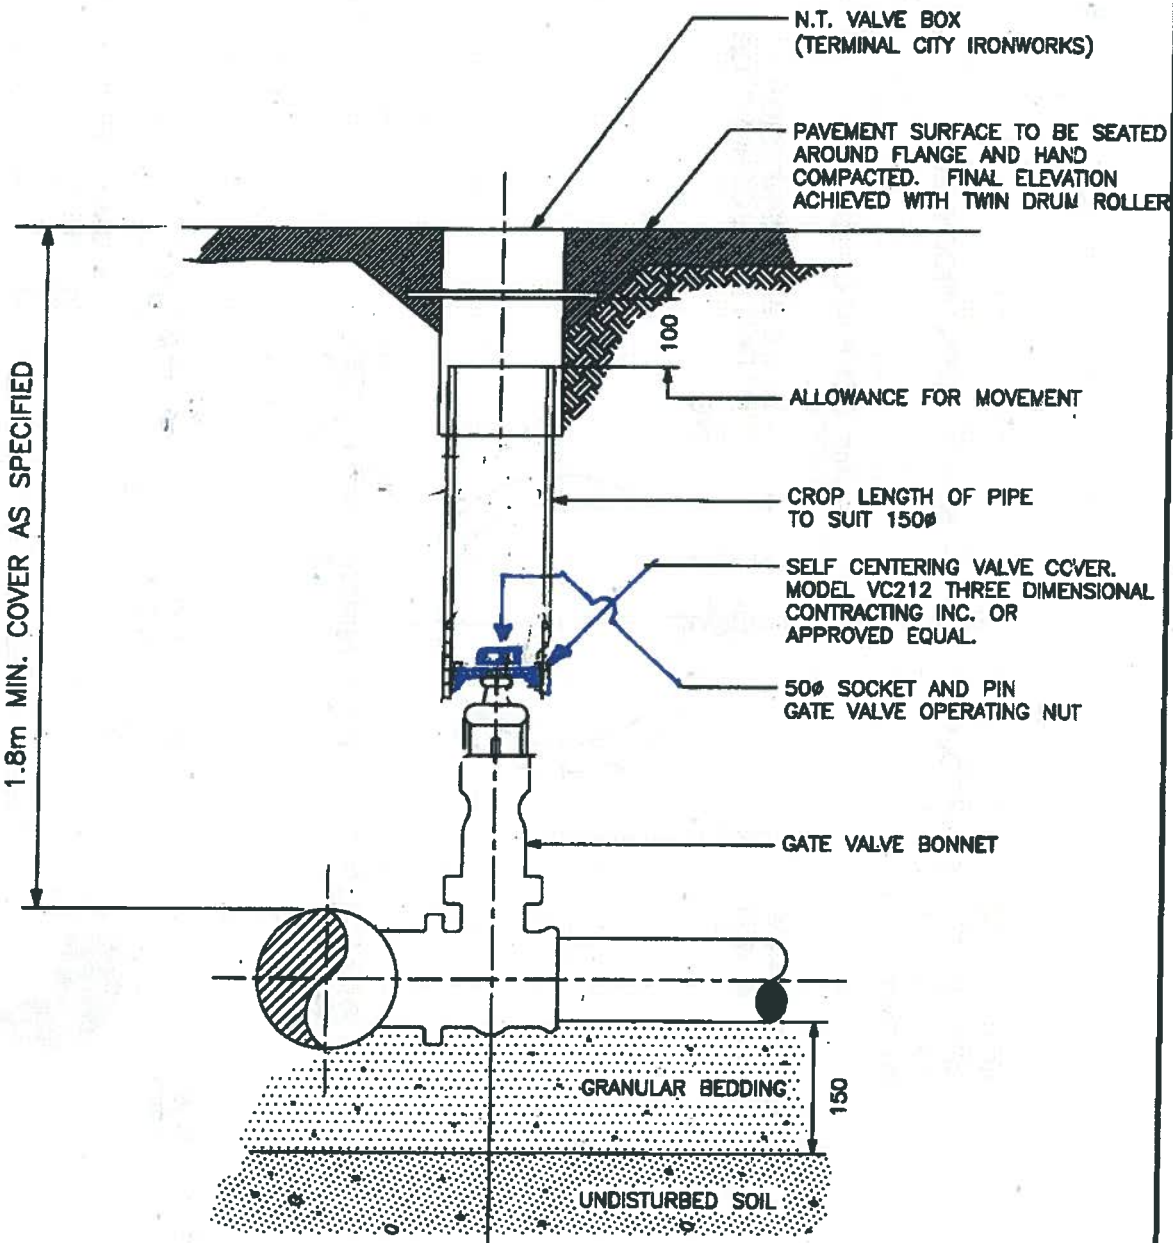 N.T. VALVE BOX
(TERMINAL CITY IRONWORKS)
PAVEMENT SURFACE TO BE SEATED
AROUND FLANGE AND HAND
COMPACTED. FINAL ELEVATION
ACHIEVED WITH TWIN DRUM ROLLER
100
ALLOWANCE FOR MOVEMENT
1.8m MIN. COVER AS SPECIFIED
CROP LENGTH OF PIPE
TO SUIT 150ø
SELF CENTERING VALVE COVER.
MODEL VC212 THREE DIMENSIONAL
CONTRACTING INC. OR
APPROVED EQUAL.
50ø SOCKET AND PIN
GATE VALVE OPERATING NUT
GATE VALVE BONNET
GRANULAR BEDDING
150
UNDISTURBED SOIL